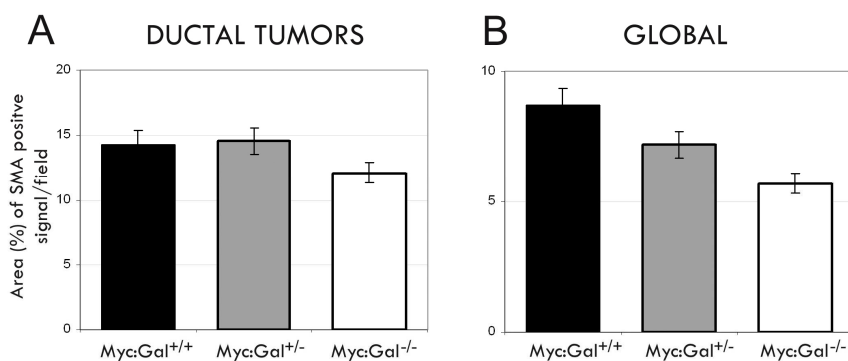 A DUCTAL TUMORS
B GLOBAL
Area (%) of SMA positve
signal/field
20
15
10
5
0
Myc:Gal+/+ Myc:Gal+/- Myc:Gal-/-
10
5
0
Myc:Gal+/+ Myc:Gal+/- Myc:Gal-/-